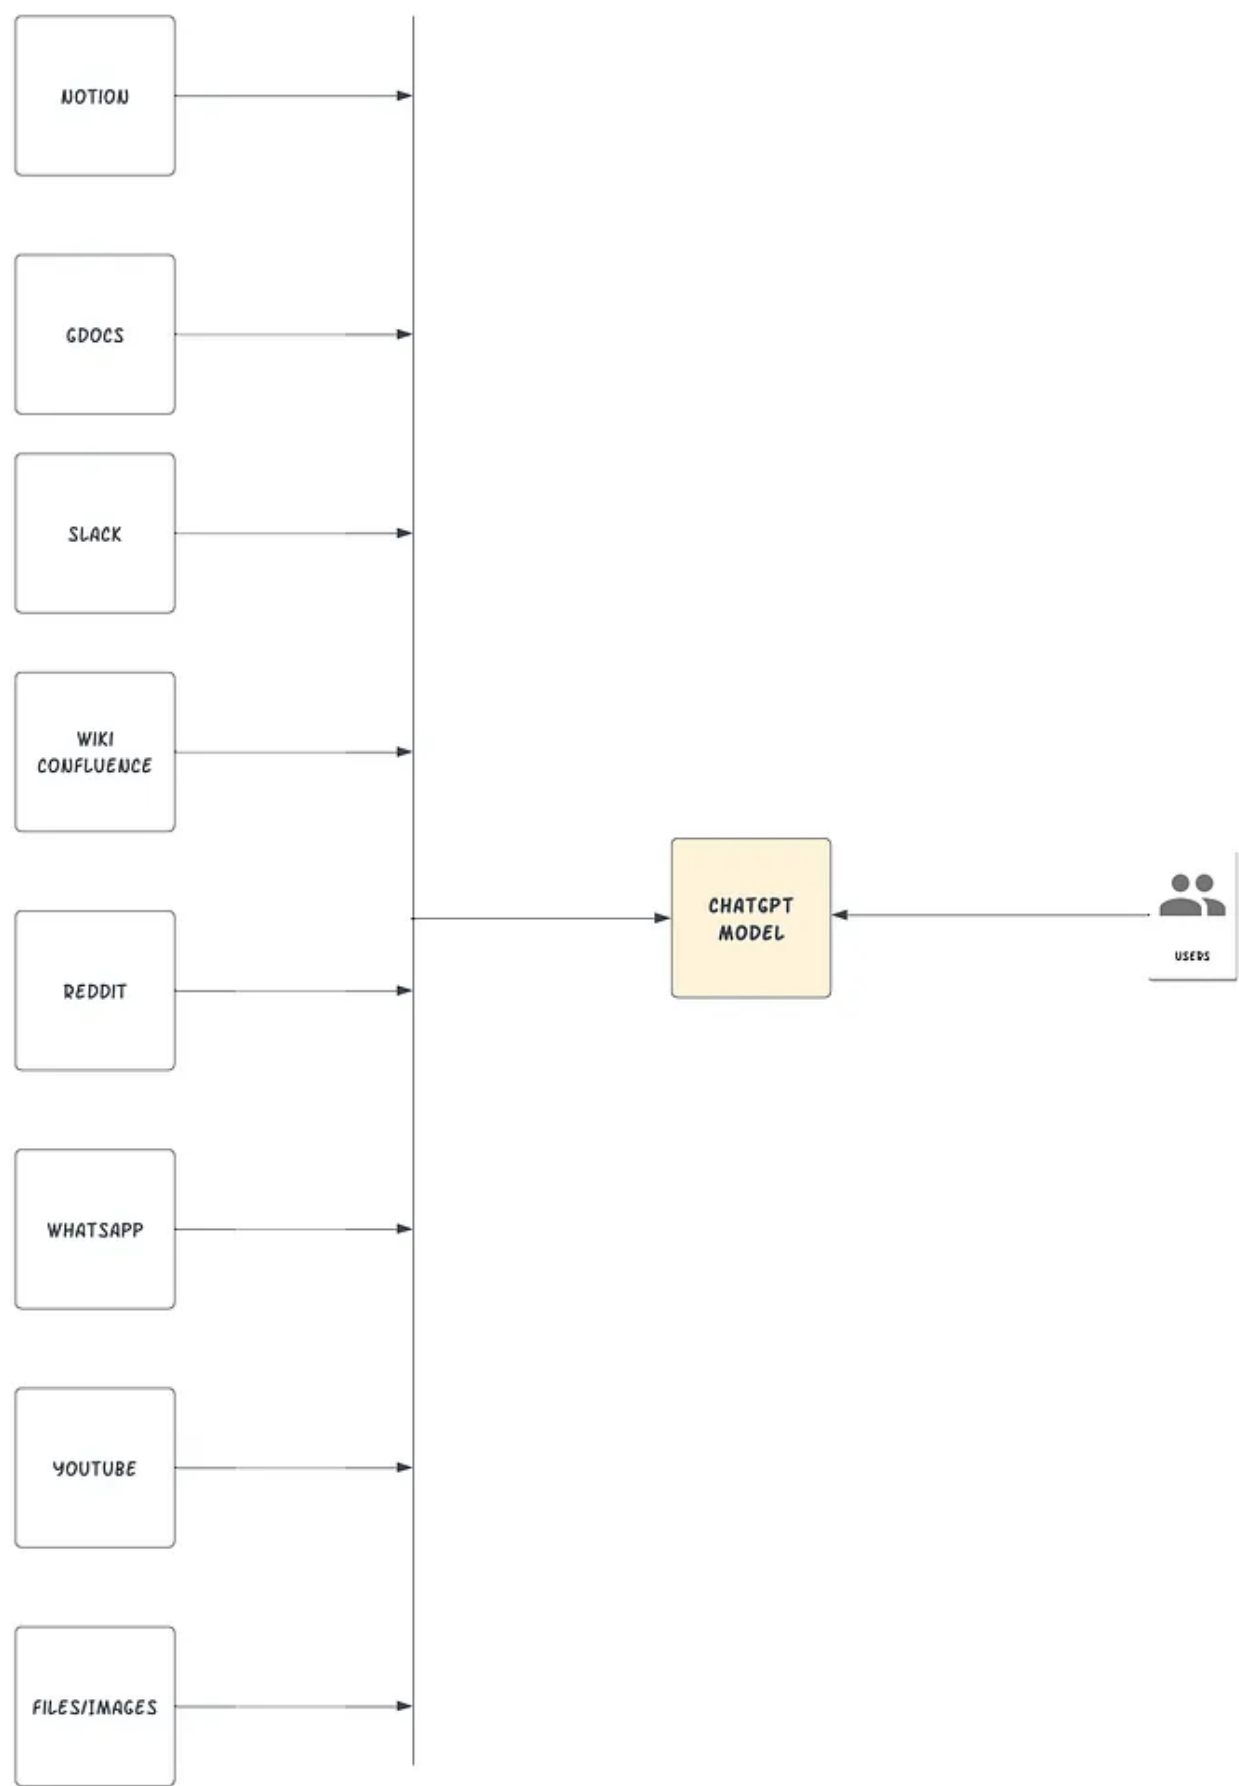 NOTION
GDOCS
SLACK
WIKI
CONFLUENCE
CHATGPT
MODEL
USERS
REDDIT
WHATSAPP
YOUTUBE
FILES/IMAGES